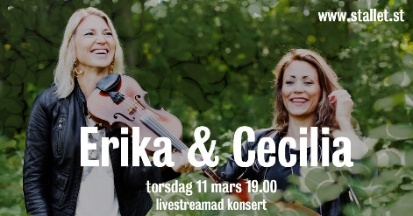 www.stallet.st
Erika & Cecilia
torsdag 11 mars 19.00
livestreamad konsert